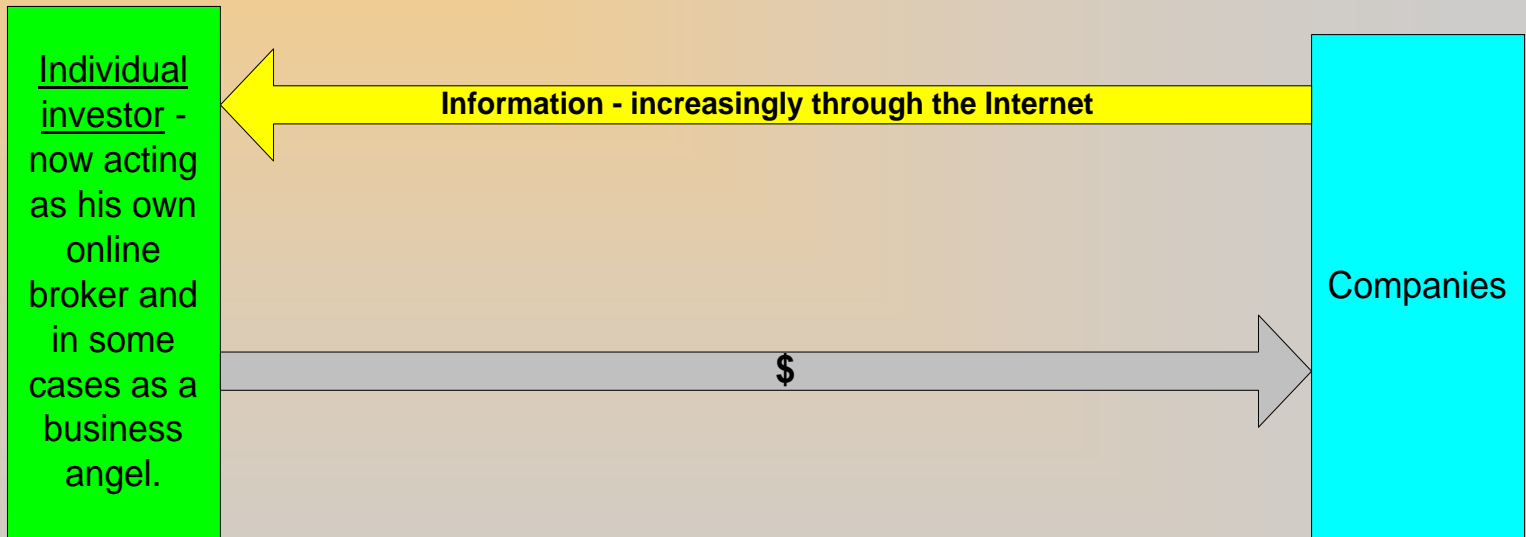 Individual
investor -
now acting
as his own
online
broker and
in some
cases as a
business
angel.
Information - increasingly through the Internet
$
Companies